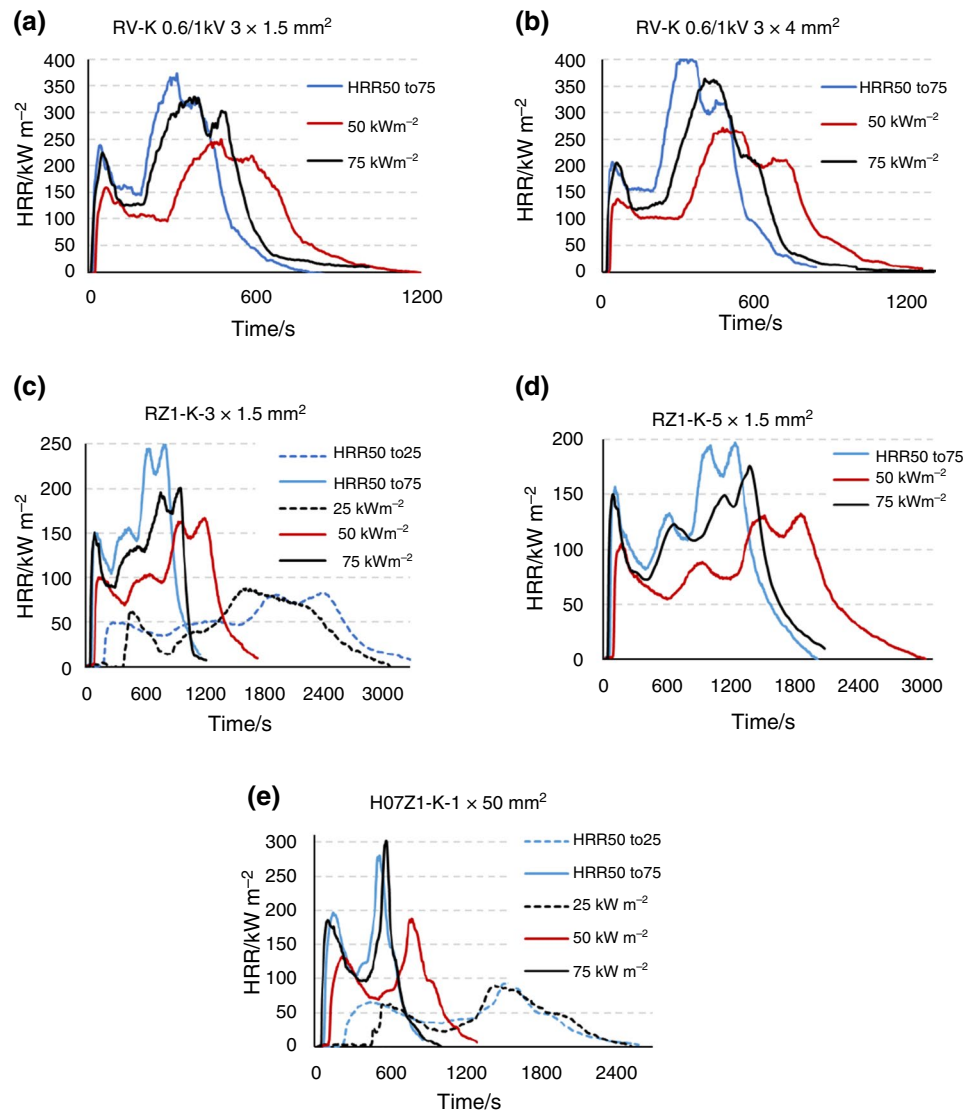 (a)
RV-K 0.6/1kV 3 × 1.5 mm²
HRR/kW m⁻²
400
350
300
250
200
150
100
50
0
HRR50 to75
50 kWm⁻²
75 kWm⁻²
0 600 1200
Time/s
(b)
RV-K 0.6/1kV 3 × 4 mm²
HRR/kW m⁻²
400
350
300
250
200
150
100
50
0
HRR50 to75
50 kWm⁻²
75 kWm⁻²
0 600 1200
Time/s
(c)
RZ1-K-3 × 1.5 mm²
HRR/kW m⁻²
250
200
150
100
50
0
HRR50 to25
HRR50 to75
25 kWm⁻²
50 kWm⁻²
75 kWm⁻²
0 600 1200 1800 2400 3000
Time/s
(d)
RZ1-K-5 × 1.5 mm²
HRR/kW m⁻²
200
150
100
50
0
HRR50 to75
50 kWm⁻²
75 kWm⁻²
0 600 1200 1800 2400 3000
Time/s
(e)
H07Z1-K-1 × 50 mm²
HRR/kW m⁻²
300
250
200
150
100
50
0
HRR50 to25
HRR50 to75
25 kW m⁻²
50 kW m⁻²
75 kW m⁻²
0 600 1200 1800 2400
Time/s